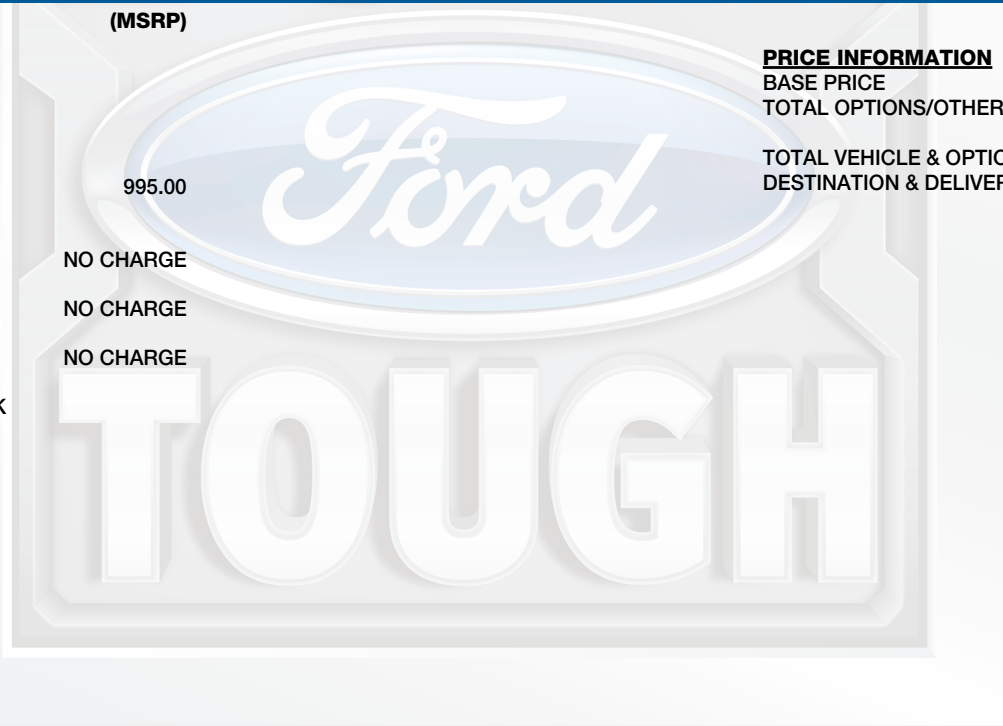 (MSRP)
995.00
NO CHARGE
NO CHARGE
NO CHARGE
K
PRICE INFORMATION
BASE PRICE
TOTAL OPTIONS/OTHER
TOTAL VEHICLE & OPTIO
DESTINATION & DELIVER
Ford
TOUGH